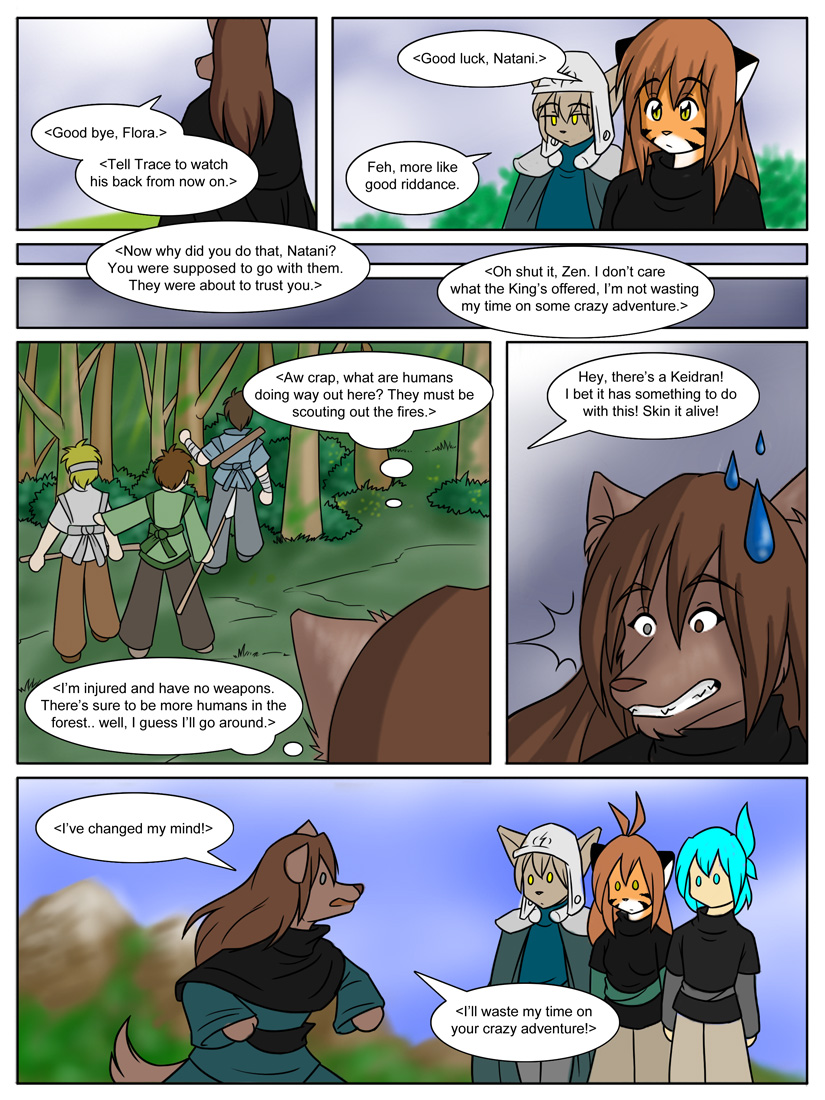 <Good bye, Flora.>
<Tell Trace to watch
his back from now on.>
<Good luck, Natani.>
Feh, more like
good riddance.
<Now why did you do that, Natani?
You were supposed to go with them.
They were about to trust you.>
<Oh shut it, Zen. I don't care
what the King's offered, I'm not wasting
my time on some crazy adventure.>
<Aw crap, what are humans
doing way out here? They must be
scouting out the fires.>
<I'm injured and have no weapons.
There's sure to be more humans in the
forest.. well, I guess I'll go around.>
Hey, there's a Keidran!
I bet it has something to do
with this! Skin it alive!
<I've changed my mind!>
<I'll waste my time on
your crazy adventure!>